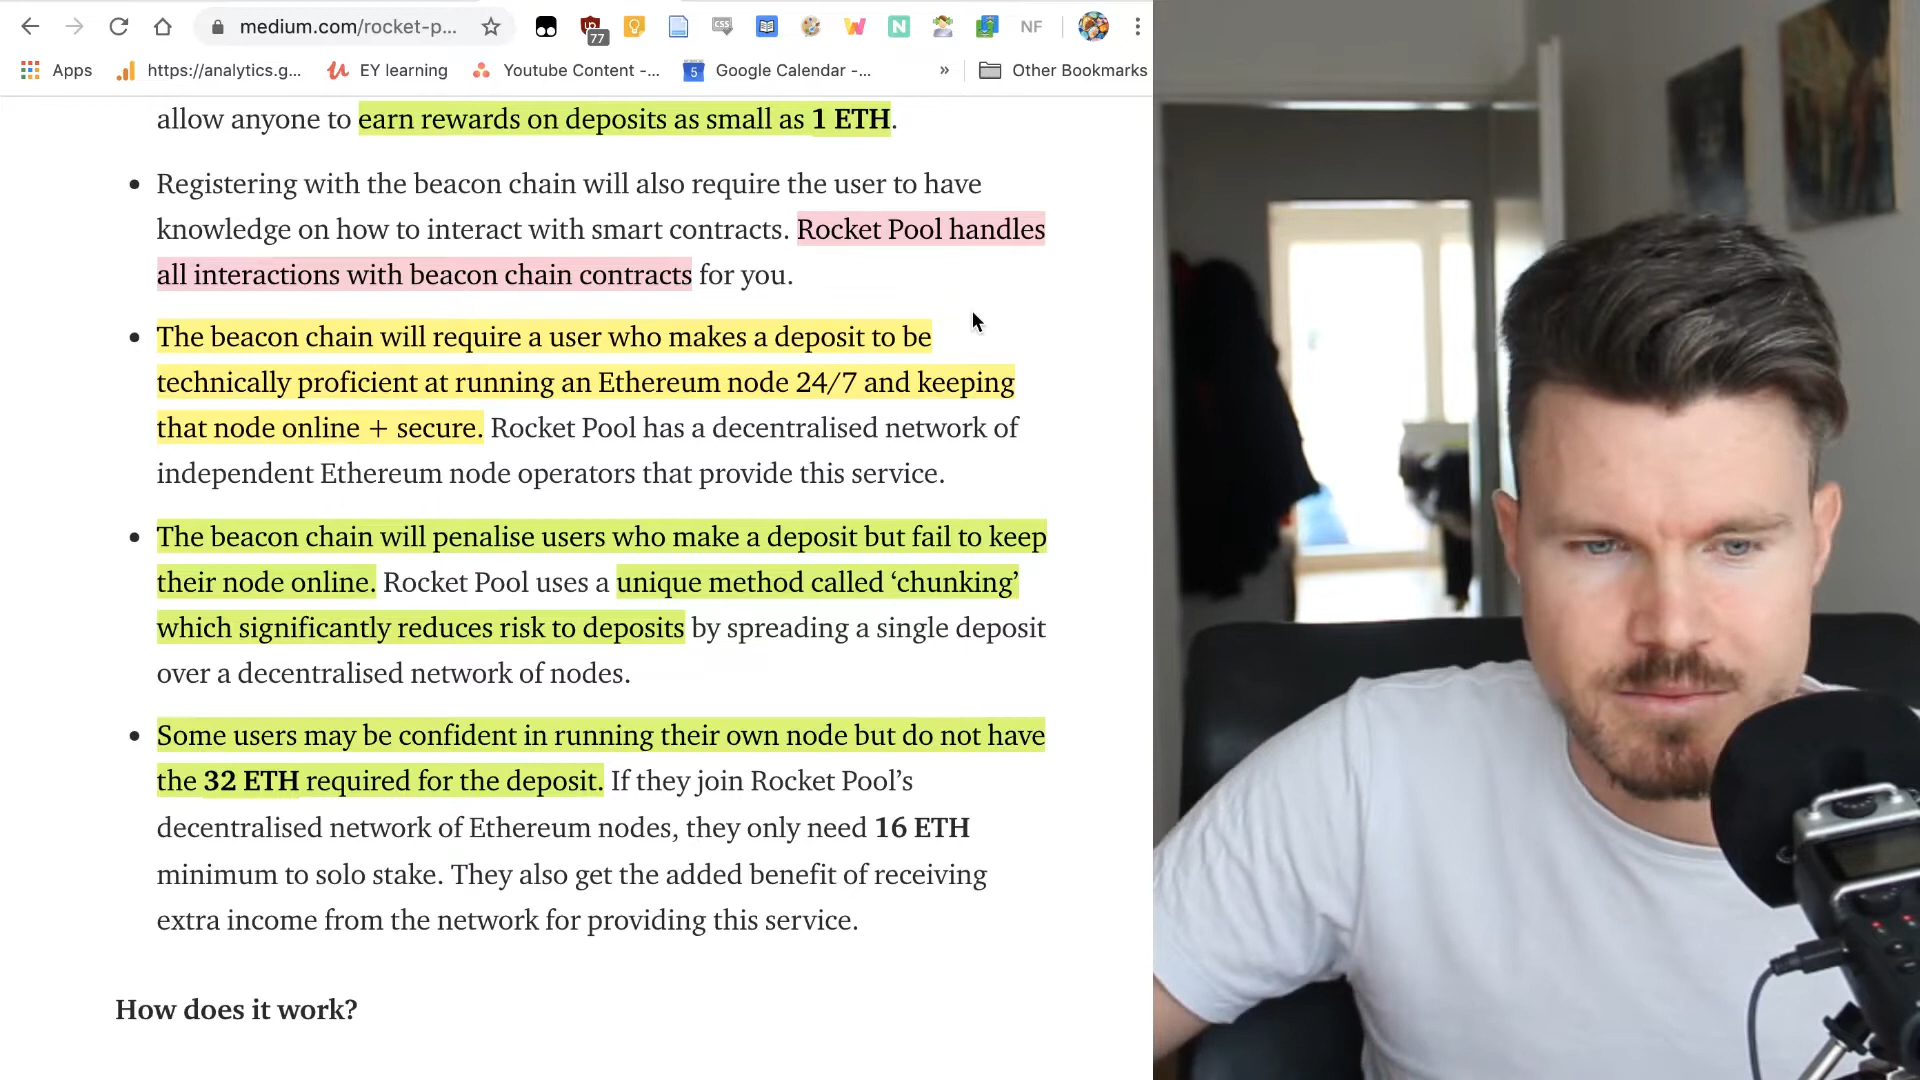 medium.com/rocket-p...
77
CSS
NF
Apps
https://analytics.g...
EY learning
Youtube Content -...
5
Google Calendar -...
»
Other Bookmarks
allow anyone to earn rewards on deposits as small as 1 ETH.
• Registering with the beacon chain will also require the user to have
knowledge on how to interact with smart contracts. Rocket Pool handles
all interactions with beacon chain contracts for you.
• The beacon chain will require a user who makes a deposit to be
technically proficient at running an Ethereum node 24/7 and keeping
that node online + secure. Rocket Pool has a decentralised network of
independent Ethereum node operators that provide this service.
• The beacon chain will penalise users who make a deposit but fail to keep
their node online. Rocket Pool uses a unique method called ‘chunking’
which significantly reduces risk to deposits by spreading a single deposit
over a decentralised network of nodes.
• Some users may be confident in running their own node but do not have
the 32 ETH required for the deposit. If they join Rocket Pool’s
decentralised network of Ethereum nodes, they only need 16 ETH
minimum to solo stake. They also get the added benefit of receiving
extra income from the network for providing this service.
How does it work?